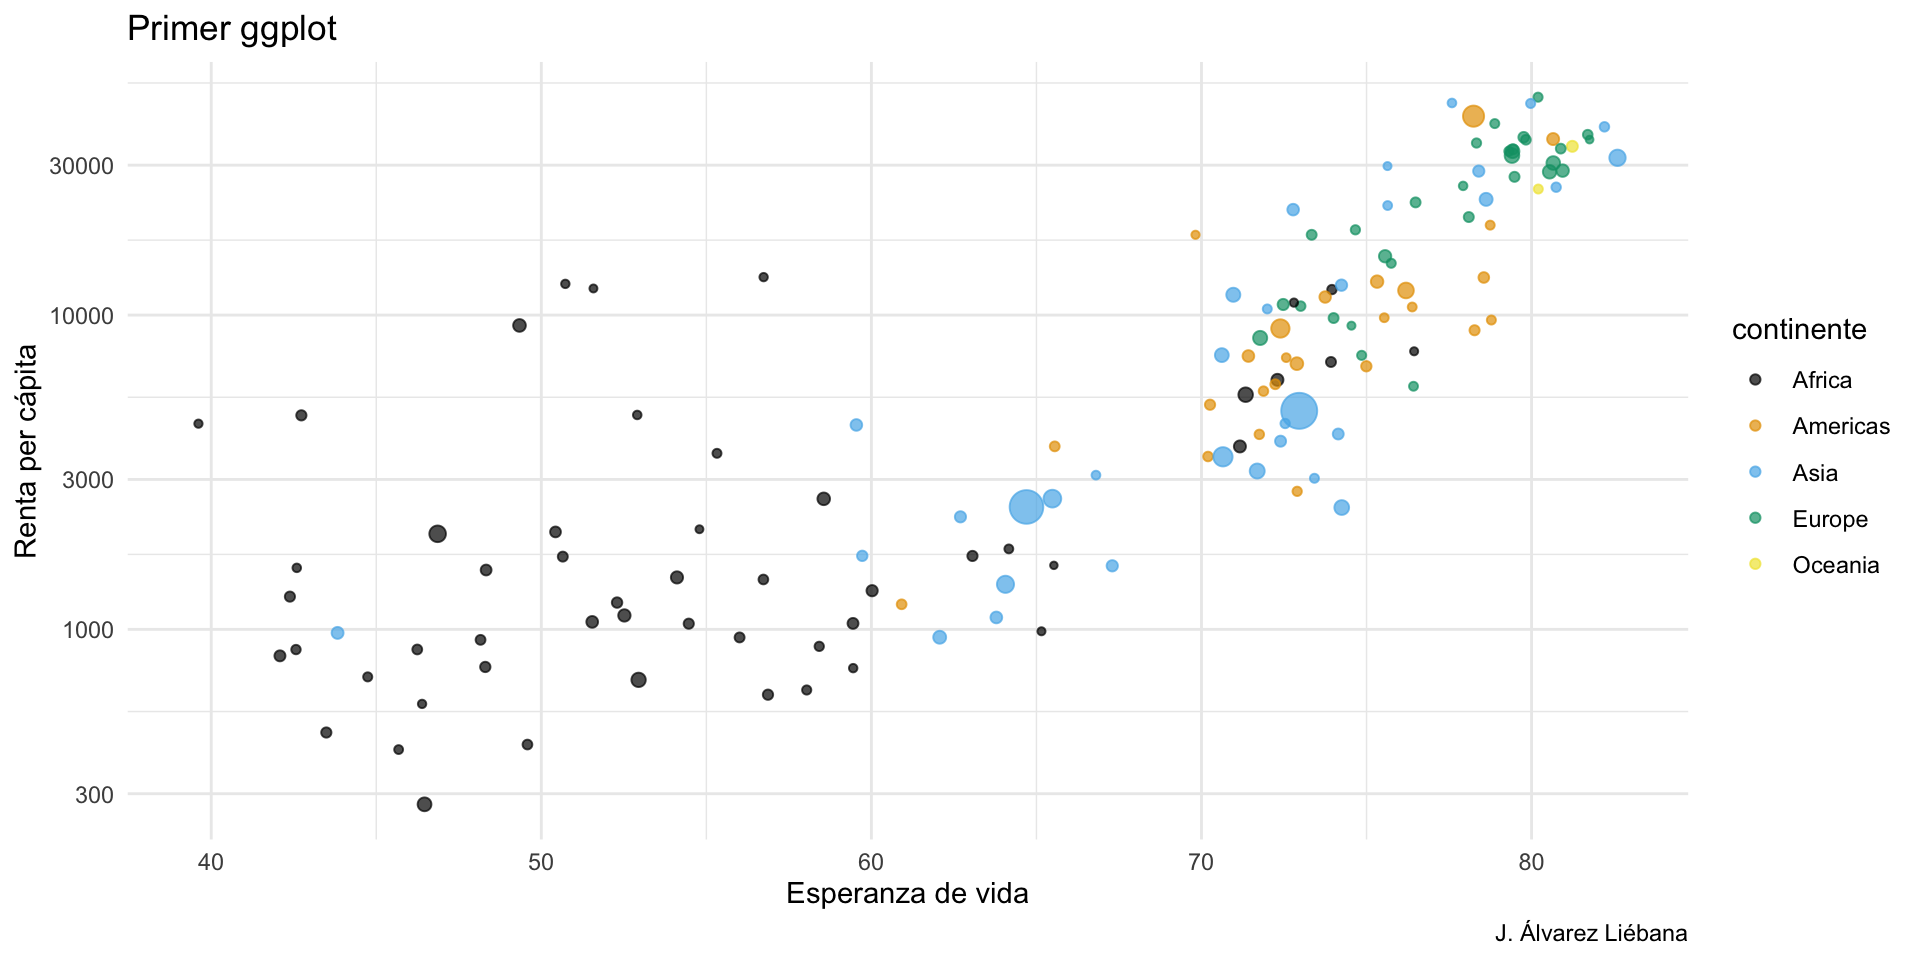 Primer ggplot
30000
10000
3000
1000
300
Renta per cápita
40 50 60 70 80
Esperanza de vida
continente
Africa
Americas
Asia
Europe
Oceania
J. Álvarez Liébana